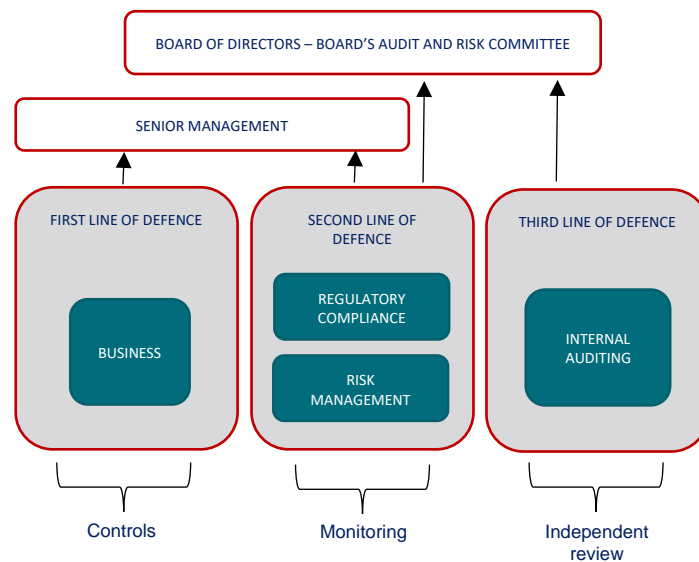 BOARD OF DIRECTORS – BOARD'S AUDIT AND RISK COMMITTEE
SENIOR MANAGEMENT
FIRST LINE OF DEFENCE
BUSINESS
Controls
SECOND LINE OF
DEFENCE
REGULATORY
COMPLIANCE
RISK
MANAGEMENT
Monitoring
THIRD LINE OF DEFENCE
INTERNAL
AUDITING
Independent
review